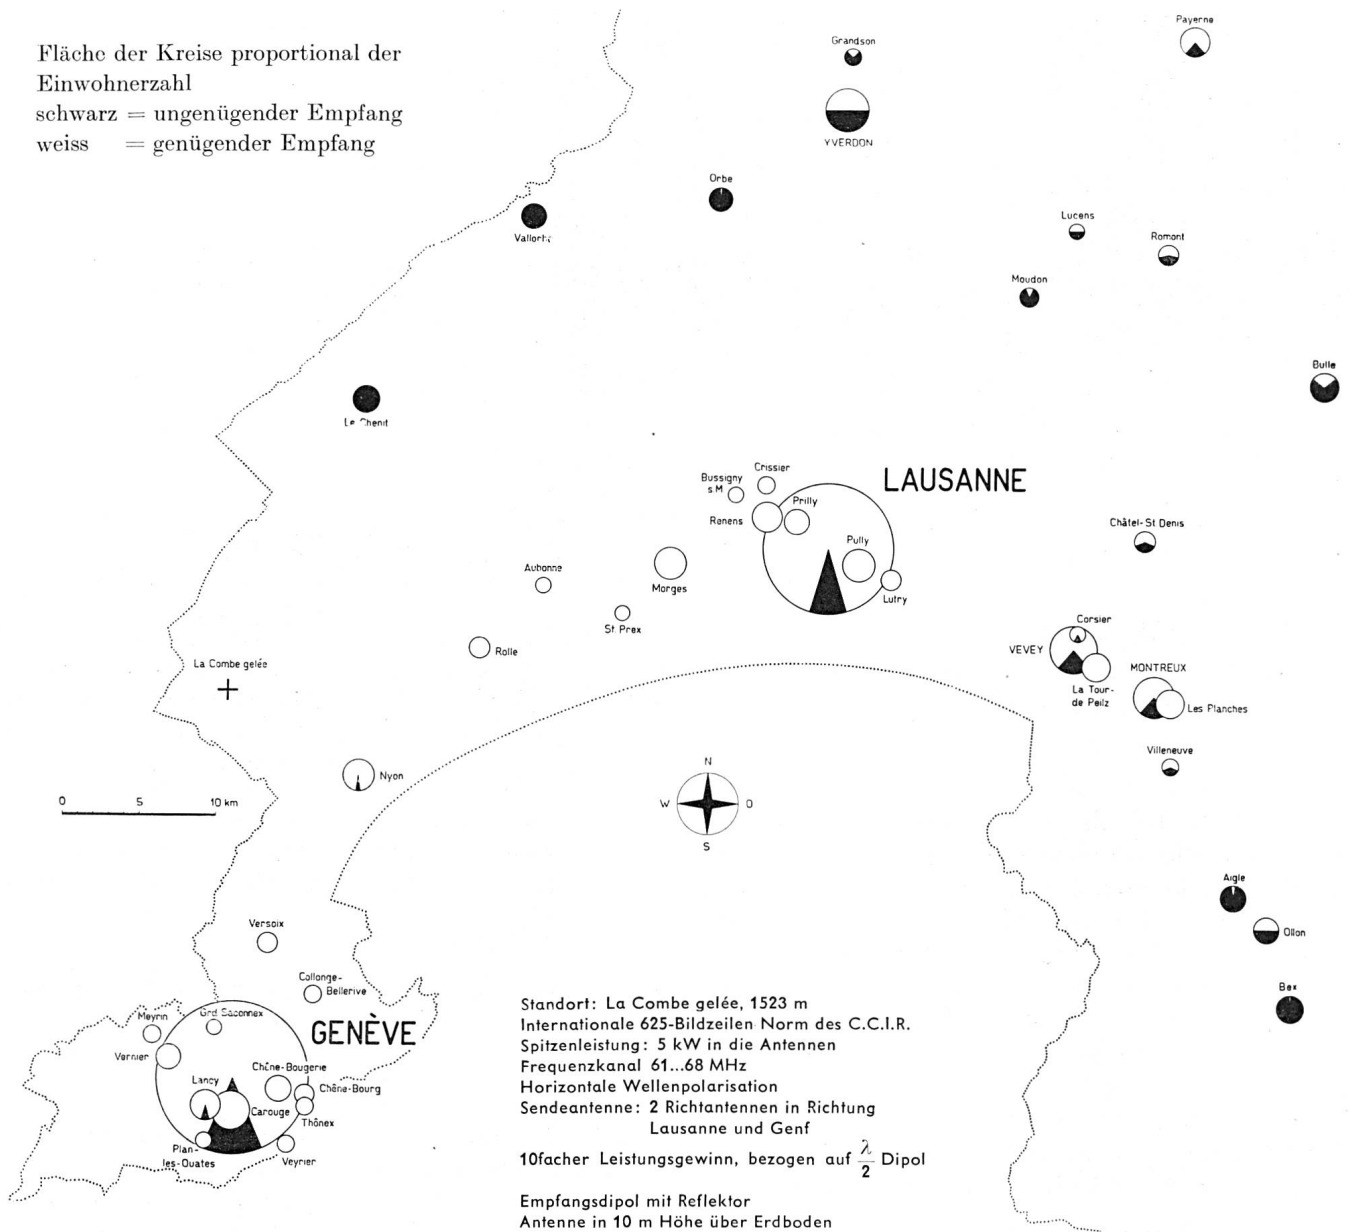 Fläche der Kreise proportional der
Einwohnerzahl
schwarz = ungenügender Empfang
weiss = genügender Empfang
Payerne
Grandson
YVERDON
Orbe
Lucens
Vallorbe
Romont
Moudon
Bulle
Le Chenit
LAUSANNE
Crissier
Bussigny
s.M
Prilly
Renens
Châtel-St Denis
Pully
Aubonne
Morges
Lutry
St. Prex
Corsier
Rolle
VEVEY
La Combe gelée
MONTREUX
La Tour-
de Peilz
Les Planches
Villeneuve
N
Nyon
0 5 10 km
W O
S
Aigle
Versoix
Ollon
Collonge-
Bellerive
Bex
Meyrin
Grd Saconnex
GENÈVE
Vernier
Chêne-Bougerie
Lancy
Chêne-Bourg
Carouge
Thônex
Plan-
les-Ouates
Veyrier
Standort: La Combe gelée, 1523 m
Internationale 625-Bildzeilen Norm des C.C.I.R.
Spitzenleistung: 5 kW in die Antennen
Frequenzkanal 61...68 MHz
Horizontale Wellenpolarisation
Sendeantenne: 2 Richtantennen in Richtung
Lausanne und Genf
10facher Leistungsgewinn, bezogen auf λ/2 Dipol
Empfangsdipol mit Reflektor
Antenne in 10 m Höhe über Erdboden